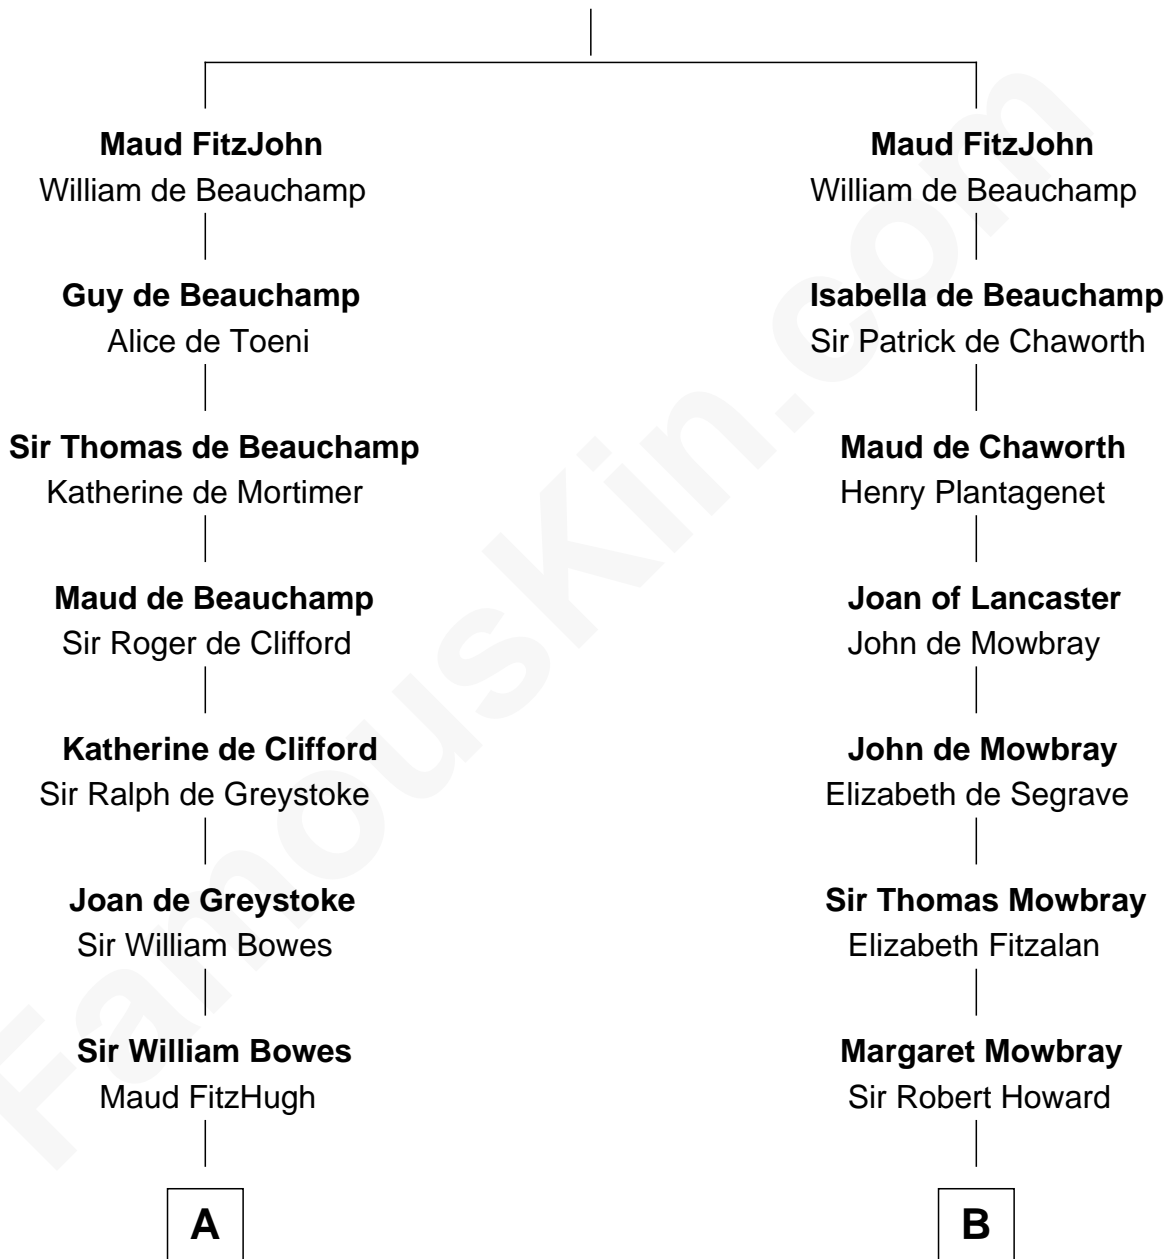 Maud FitzJohn
William de Beauchamp
Guy de Beauchamp
Alice de Toeni
Sir Thomas de Beauchamp
Katherine de Mortimer
Maud de Beauchamp
Sir Roger de Clifford
Katherine de Clifford
Sir Ralph de Greystoke
Joan de Greystoke
Sir William Bowes
Sir William Bowes
Maud FitzHugh
A
Maud FitzJohn
William de Beauchamp
Isabella de Beauchamp
Sir Patrick de Chaworth
Maud de Chaworth
Henry Plantagenet
Joan of Lancaster
John de Mowbray
John de Mowbray
Elizabeth de Segrave
Sir Thomas Mowbray
Elizabeth Fitzalan
Margaret Mowbray
Sir Robert Howard
B
FamousKin.com